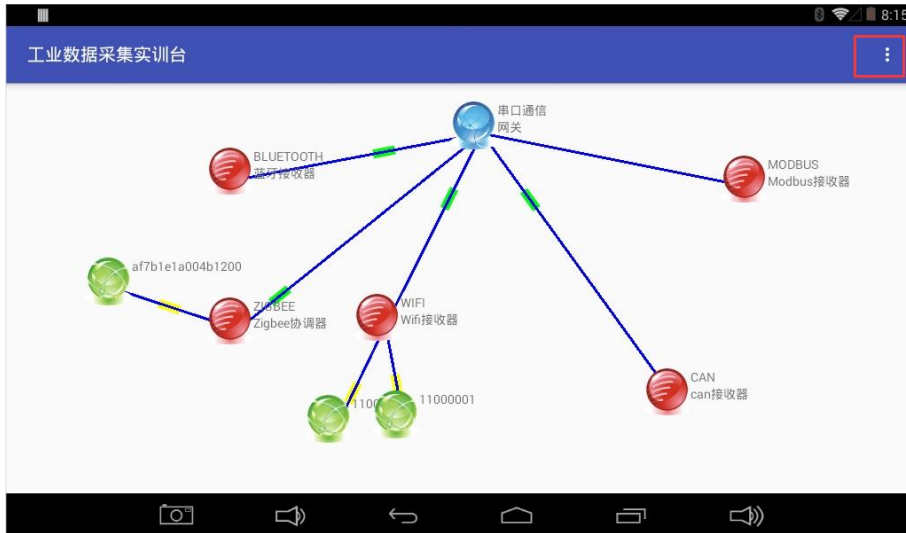 8:15
工业数据采集实训台
串口通信
网关
BLUETOOTH
蓝牙接收器
MODBUS
Modbus接收器
af7b1e1a004b1200
ZIGBEE
Zigbee协调器
WIFI
Wifi接收器
1100
11000001
CAN
can接收器